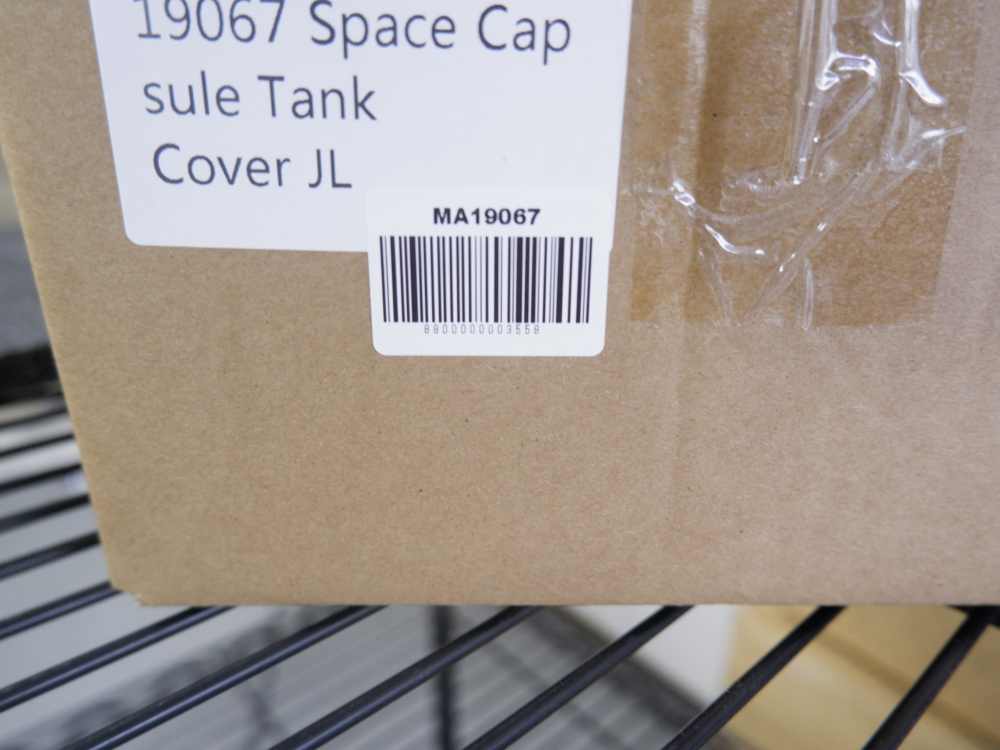 19067 Space Cap
sule Tank
Cover JL
MA19067
8800000003558